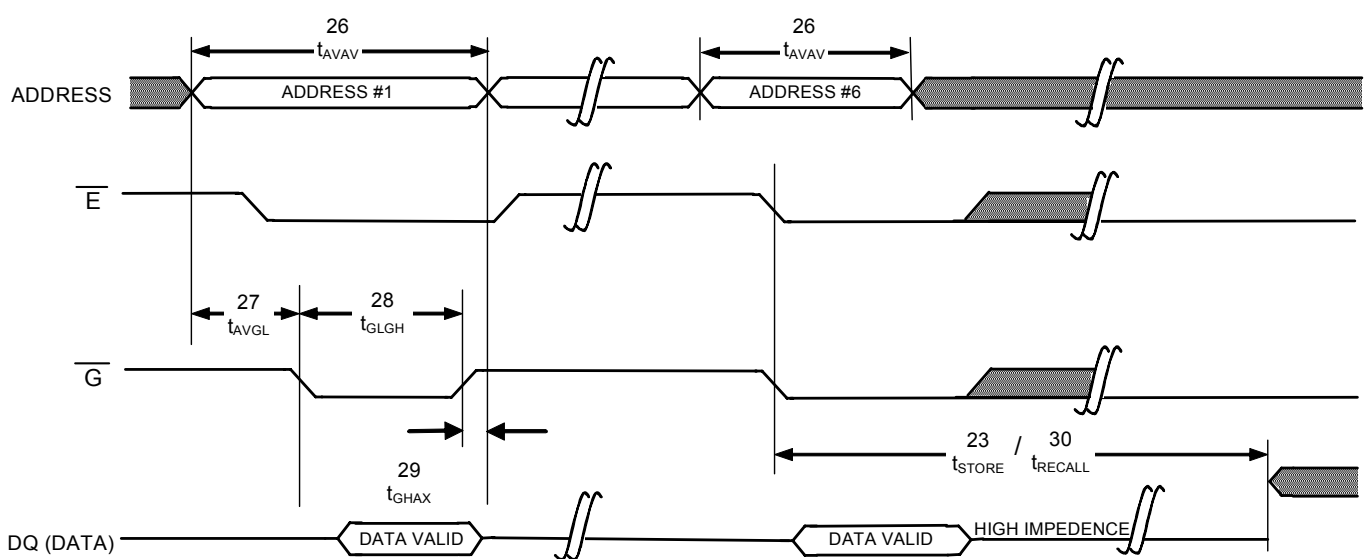 26
tAVAV
26
tAVAV
ADDRESS
ADDRESS #1
ADDRESS #6
E
27
tAVGL
28
tGLGH
G
29
tGHAX
23 / 30
tSTORE tRECALL
DQ (DATA)
DATA VALID
DATA VALID
HIGH IMPEDENCE